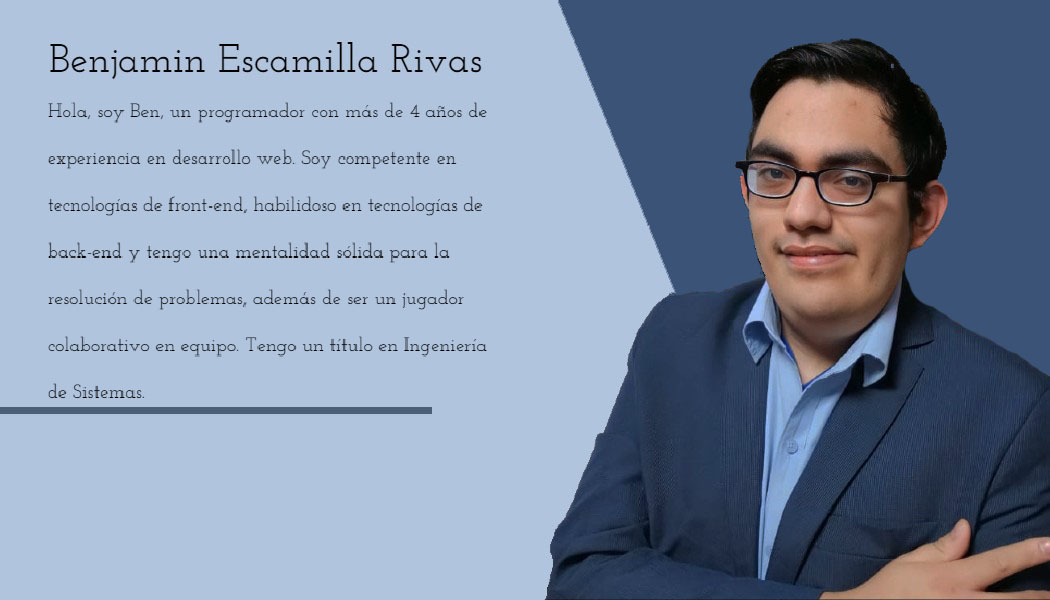 Benjamin Escamilla Rivas
Hola, soy Ben, un programador con más de 4 años de
experiencia en desarrollo web. Soy competente en
tecnologías de front-end, habilidoso en tecnologías de
back-end y tengo una mentalidad sólida para la
resolución de problemas, además de ser un jugador
colaborativo en equipo. Tengo un título en Ingeniería
de Sistemas.